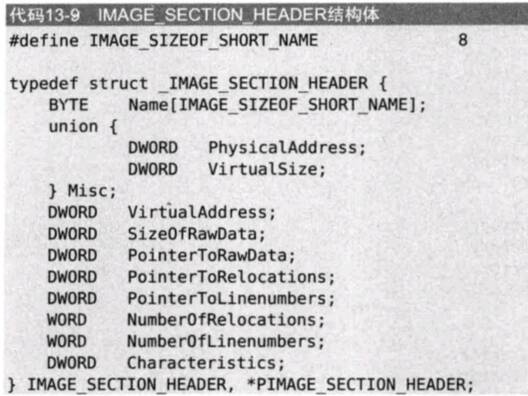 代码13-9 IMAGE_SECTION_HEADER结构体
#define IMAGE_SIZEOF_SHORT_NAME 8
typedef struct _IMAGE_SECTION_HEADER {
BYTE Name[IMAGE_SIZEOF_SHORT_NAME];
union {
DWORD PhysicalAddress;
DWORD VirtualSize;
} Misc;
DWORD VirtualAddress;
DWORD SizeOfRawData;
DWORD PointerToRawData;
DWORD PointerToRelocations;
DWORD PointerToLinenumbers;
WORD NumberOfRelocations;
WORD NumberOfLinenumbers;
DWORD Characteristics;
} IMAGE_SECTION_HEADER, *PIMAGE_SECTION_HEADER;